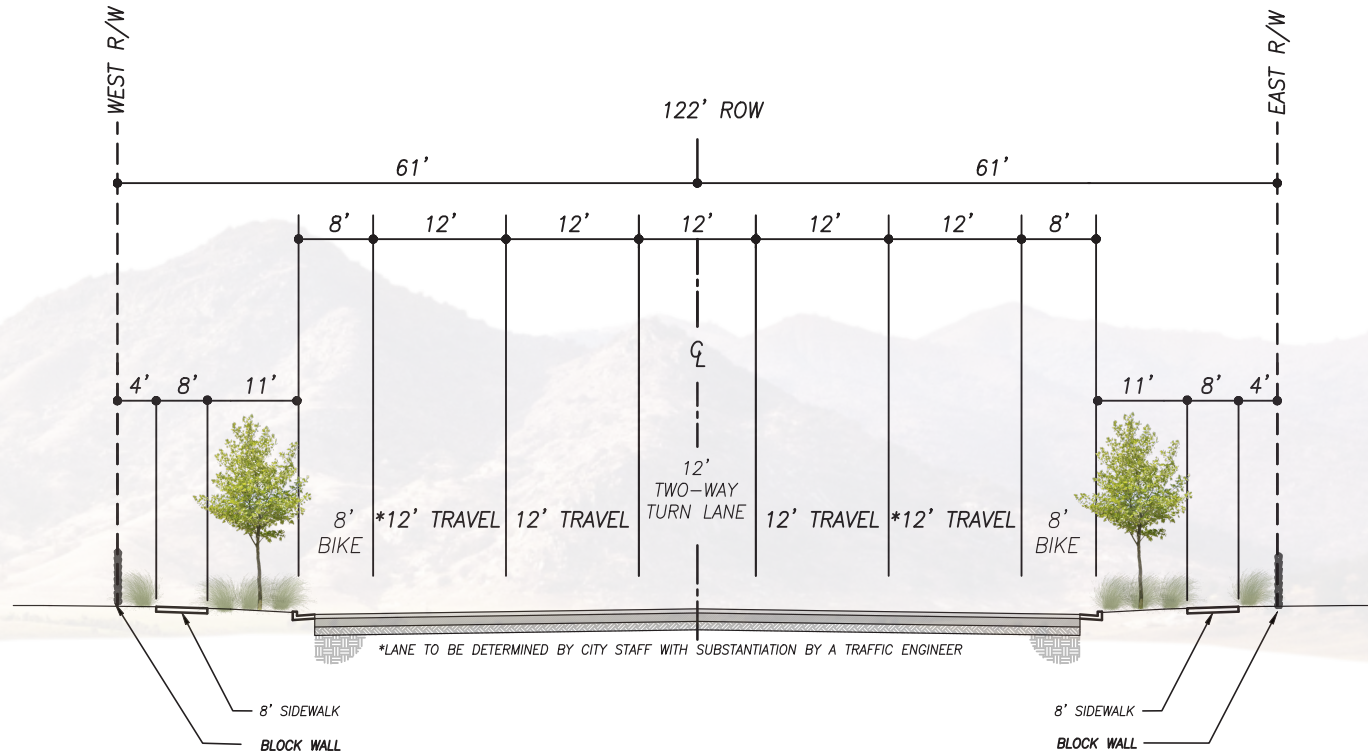 WEST R/W
EAST R/W
122' ROW
61'
61'
8'
12'
12'
12'
12'
12'
8'
4'
8'
11'
11'
8'
4'
℄
8'
BIKE
*12' TRAVEL
12' TRAVEL
12'
TWO-WAY
TURN LANE
12' TRAVEL
*12' TRAVEL
8'
BIKE
*LANE TO BE DETERMINED BY CITY STAFF WITH SUBSTANTIATION BY A TRAFFIC ENGINEER
8' SIDEWALK
BLOCK WALL
8' SIDEWALK
BLOCK WALL